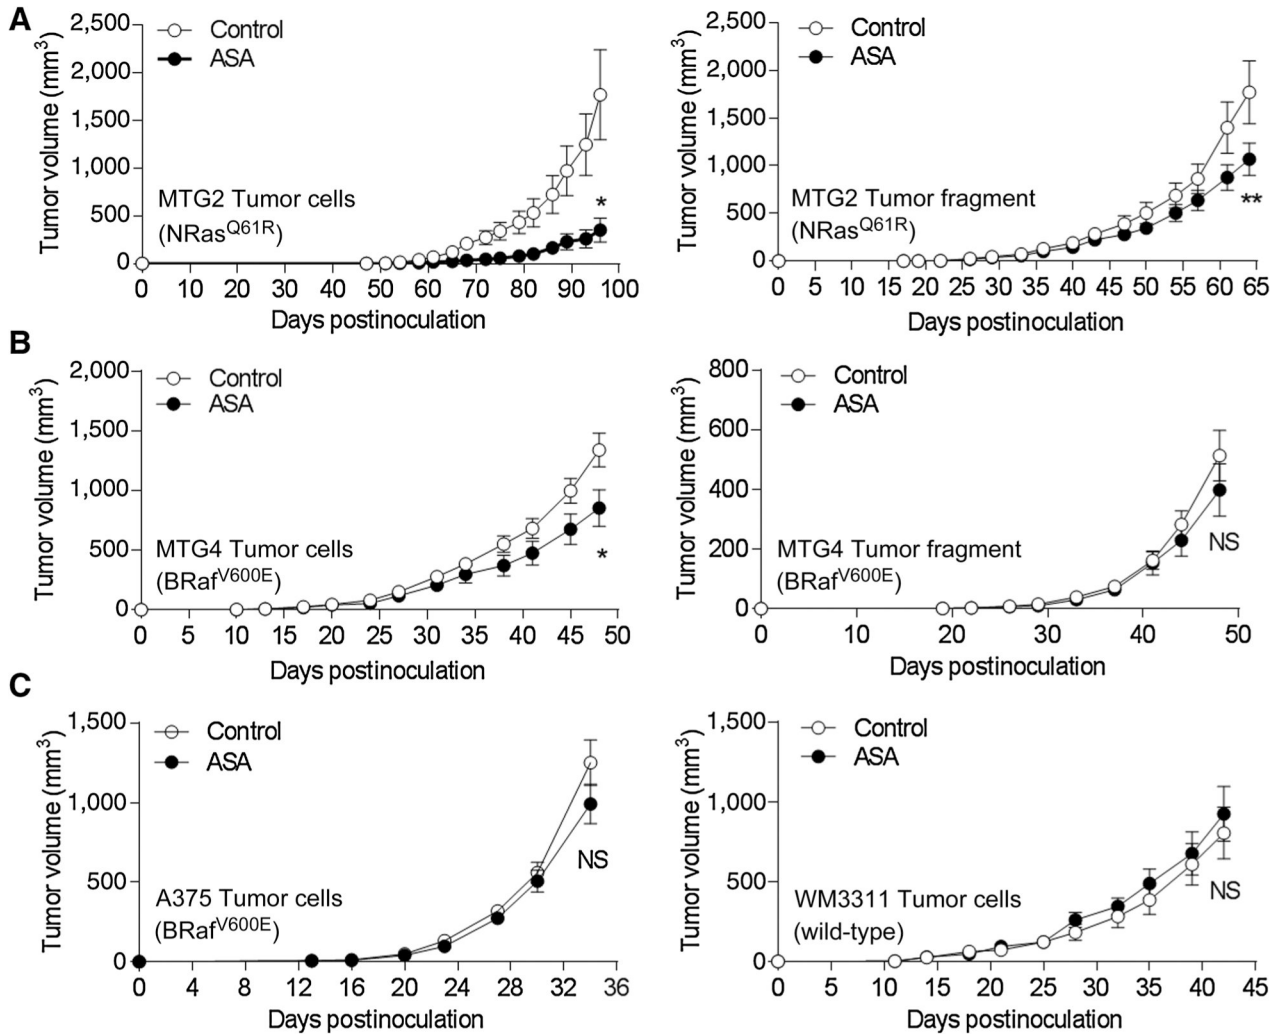 A
Tumor volume (mm³)
2,500
2,000
1,500
1,000
500
0
Control
ASA
MTG2 Tumor cells
(NRasQ61R)
*
0 10 20 30 40 50 60 70 80 90 100
Days postinoculation
Tumor volume (mm³)
2,500
2,000
1,500
1,000
500
0
Control
ASA
MTG2 Tumor fragment
(NRasQ61R)
**
0 5 10 15 20 25 30 35 40 45 50 55 60 65
Days postinoculation
B
Tumor volume (mm³)
2,000
1,500
1,000
500
0
Control
ASA
MTG4 Tumor cells
(BRafV600E)
*
0 5 10 15 20 25 30 35 40 45 50
Days postinoculation
Tumor volume (mm³)
800
600
400
200
0
Control
ASA
MTG4 Tumor fragment
(BRafV600E)
NS
0 10 20 30 40 50
Days postinoculation
C
Tumor volume (mm³)
1,500
1,000
500
0
Control
ASA
A375 Tumor cells
(BRafV600E)
NS
0 4 8 12 16 20 24 28 32 36
Days postinoculation
Tumor volume (mm³)
1,500
1,000
500
0
Control
ASA
WM3311 Tumor cells
(wild-type)
NS
0 5 10 15 20 25 30 35 40 45
Days postinoculation